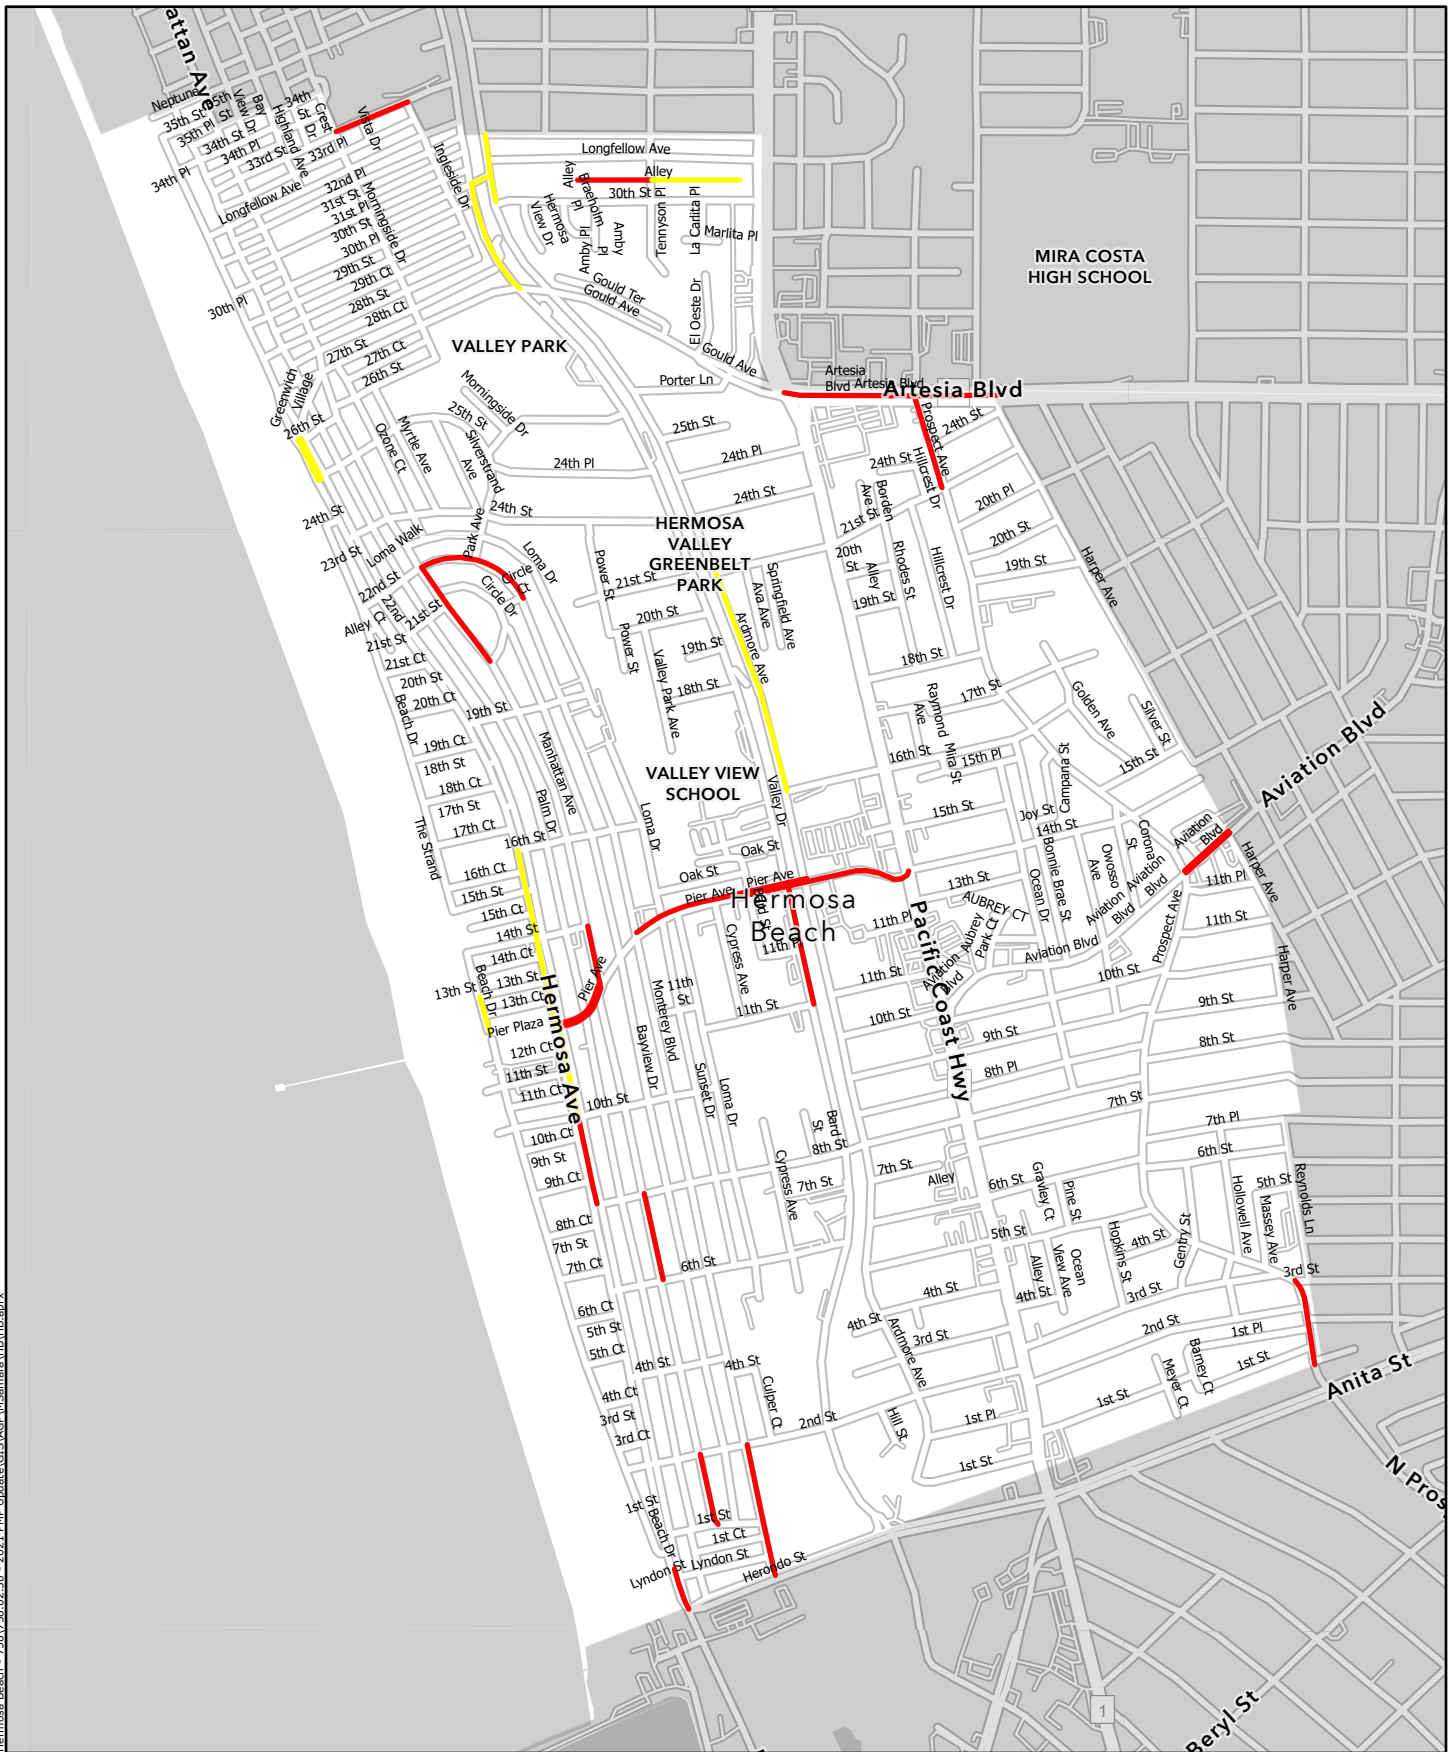 Manhattan Ave
Neptune
35th St
35th Pl
35th
St
View Dr
Bay
34th
St
Dr
Crest
Highland Ave
Vista Dr
34th St
34th Pl
33rd St
33rd Pl
34th Pl
Longfellow Ave
32nd Pl
31st St
31st Pl
30th St
30th Pl
29th St
29th Ct
28th St
28th Ct
30th Pl
27th St
27th Ct
26th St
Morningside Dr
Ingleside Dr
Longfellow Ave
Alley
Alley
30th St
Braeholm
Pl
Hermosa
View Dr
Amby Pl
Amby
Pl
Tennyson Pl
La Carlita Pl
Marlita Pl
Gould Ter
Gould Ave
El Oeste Dr
Gould Ave
MIRA COSTA
HIGH SCHOOL
VALLEY PARK
Porter Ln
Artesia
Blvd
Artesia Blvd
Artesia Blvd
Greenwich
Village
26th St
Morningside Dr
25th St
Silverstrand
Ave
Myrtle Ave
Ozone Ct
24th Pl
25th St
24th Pl
24th St
24th St
Prospect Ave
24th St
24th St
Hillcrest Dr
Borden
Ave
21st St
20th Pl
20th St
19th St
Harper Ave
24th St
23rd St
Loma Walk
Park Ave
Loma Dr
Circle
Ct
Circle Dr
22nd St
22nd
Ct
21st St
Alley
21st St
21st Ct
20th St
20th Ct
HERMOSA
VALLEY
GREENBELT
PARK
Power St
21st St
20th St
Power St
Valley Park Ave
19th St
18th St
Ardmore Ave
Ava Ave
Springfield Ave
20th
St
Alley
Rhodes St
19th St
Hillcrest Dr
18th St
17th St
Raymond
Ave
Golden Ave
Silver St
15th St
16th St
Mira St
15th Pl
Campana St
Beach Dr
19th St
19th Ct
18th St
18th Ct
17th St
17th Ct
The Strand
16th St
16th Ct
15th St
15th Ct
14th St
14th Ct
13th St
13th Ct
13th St
Beach Dr
Pier Plaza
Manhattan Ave
Palm Dr
VALLEY VIEW
SCHOOL
Valley Dr
Loma Dr
Oak St
Oak St
Pier Ave
Pier Ave
Hermosa
Beach
Bard St
11th Pl
Cypress Ave
15th St
Joy St
14th St
Bonnie Brae St
Owosso
Ave
Corona
St
Aviation
Blvd
Aviation Blvd
Aviation
Blvd
Aviation
Blvd
Harper Ave
11th Pl
11th St
Prospect Ave
13th St
Ocean Dr
AUBREY CT
Aubrey
Park Ct
11th Pl
Aviation Blvd
Aviation
Blvd
11th St
10th St
Pacific Coast Hwy
10th St
9th St
9th St
8th St
8th Pl
Harper Ave
Pier Ave
Hermosa Ave
11th
St
11th St
Monterey Blvd
Bayview Dr
Sunset Dr
Loma Dr
12th Ct
11th St
11th Ct
10th St
10th Ct
9th St
9th Ct
8th Ct
7th St
7th Ct
6th Ct
5th St
5th Ct
4th Ct
3rd St
3rd Ct
Bard
St
8th St
7th St
Cypress Ave
7th St
Alley
7th St
7th Pl
6th St
6th St
5th St
Gravley Ct
Pine St
Hopkins St
4th St
Gentry St
Hollowell Ave
Massey Ave
5th St
Reynolds Ln
Alley
Ocean
View Ave
4th St
3rd St
3rd St
6th St
4th St
4th St
Culper Ct
2nd St
4th St
4th St
3rd St
Ardmore Ave
2nd St
1st Pl
1st St
Barney Ct
Meyer Ct
1st St
Hill St
1st Pl
1st St
1st St
Beach Dr
1st St
1st Ct
Lyndon St
Lyndon St
Herondo St
Anita St
N Pros
1
Beryl St